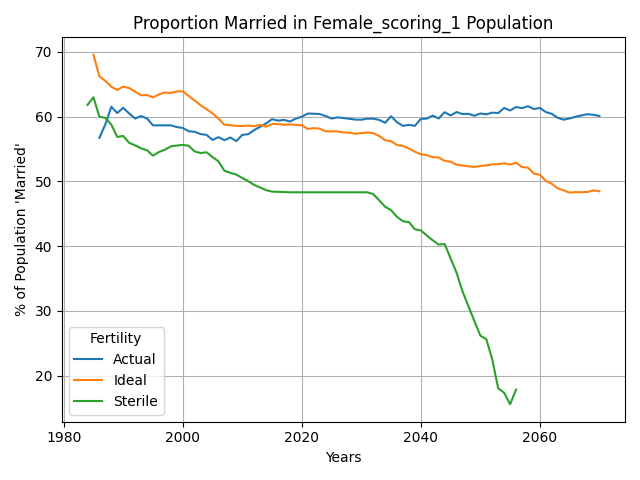 Proportion Married in Female_scoring_1 Population
% of Population 'Married'
70
60
50
40
30
20
Fertility
Actual
Ideal
Sterile
1980
2000
2020
2040
2060
Years